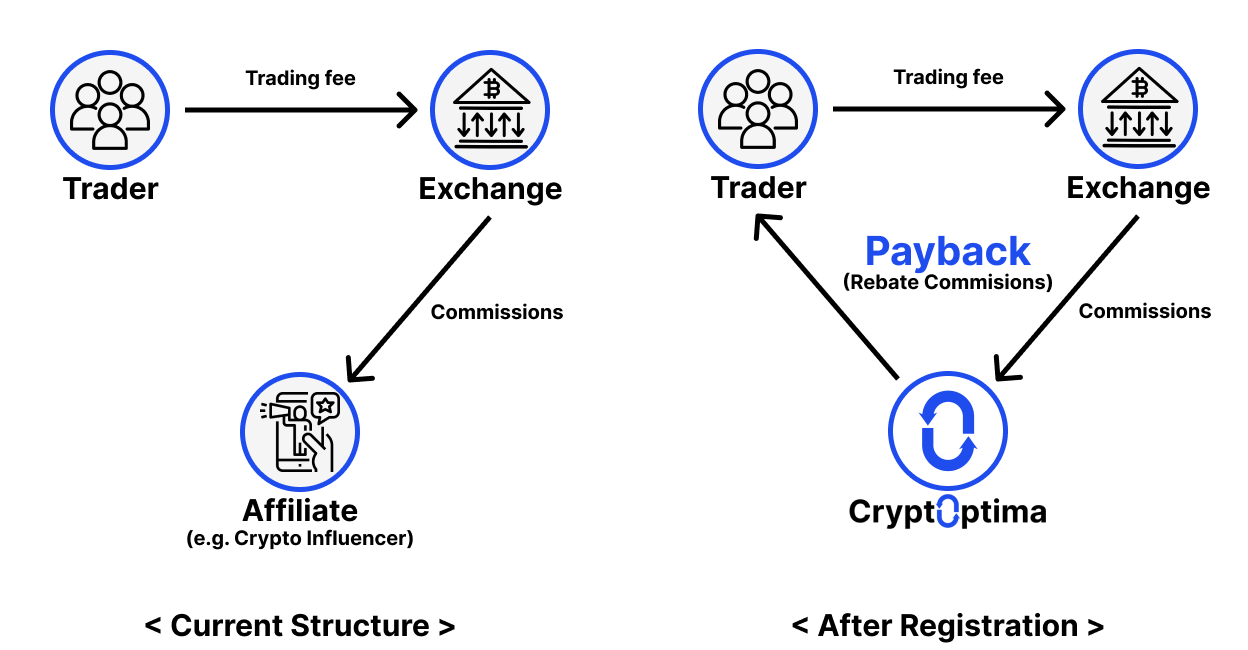 Trading fee
Trader
Exchange
Commissions
Affiliate
(e.g. Crypto Influencer)
< Current Structure >
Trading fee
Trader
Exchange
Payback
(Rebate Commisions)
Commissions
CryptOptima
< After Registration >